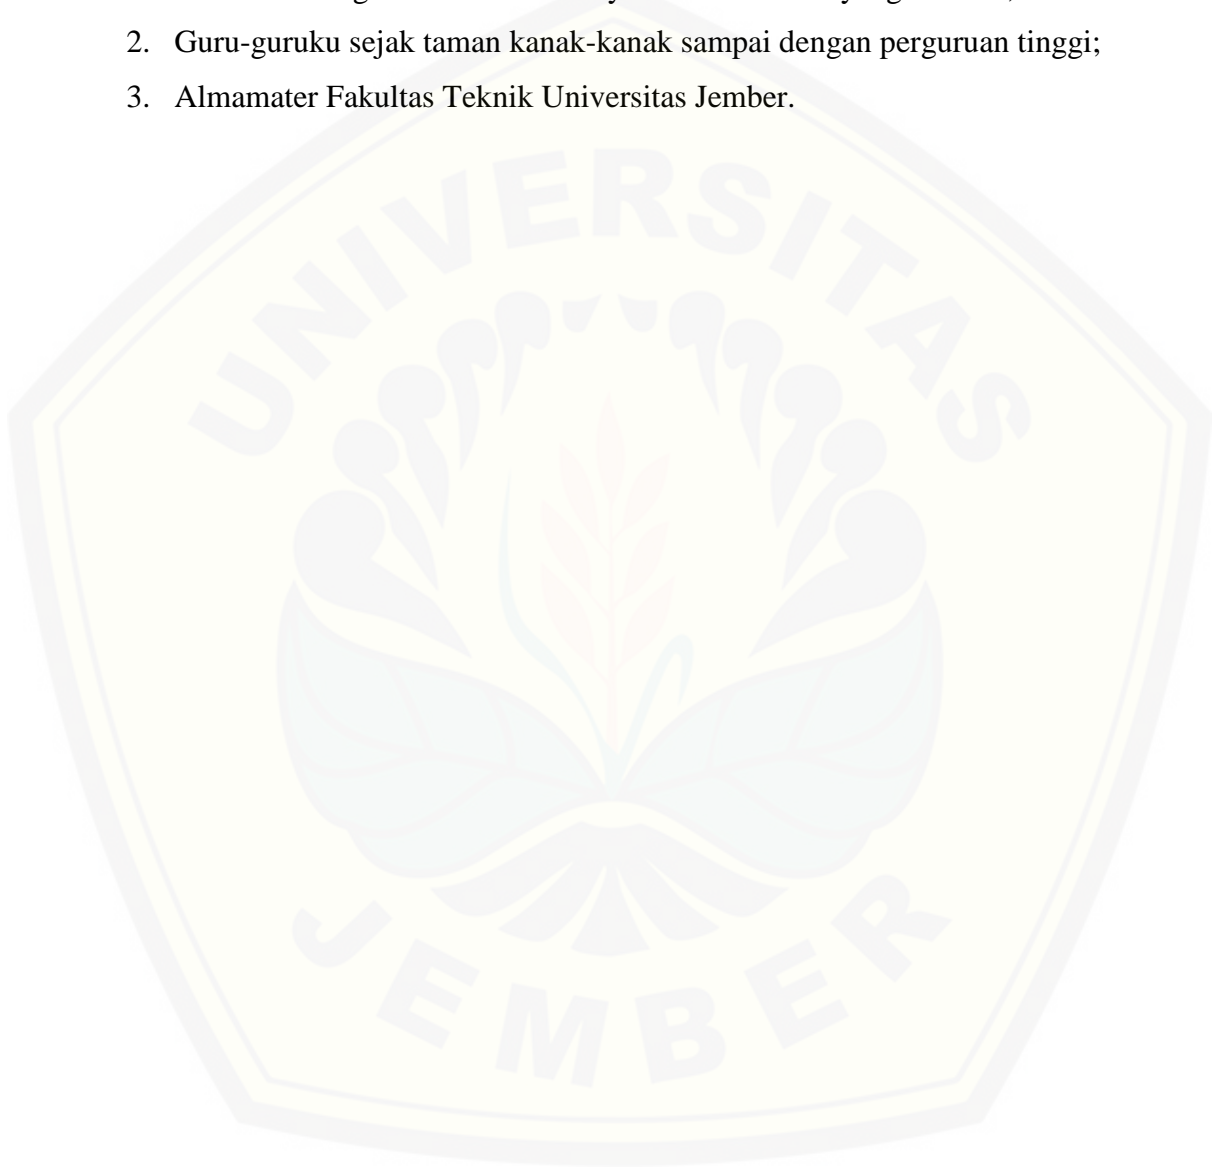 2. Guru-guruku sejak taman kanak-kanak sampai dengan perguruan tinggi;
3. Almamater Fakultas Teknik Universitas Jember.
UNIVERSITAS
JEMBER